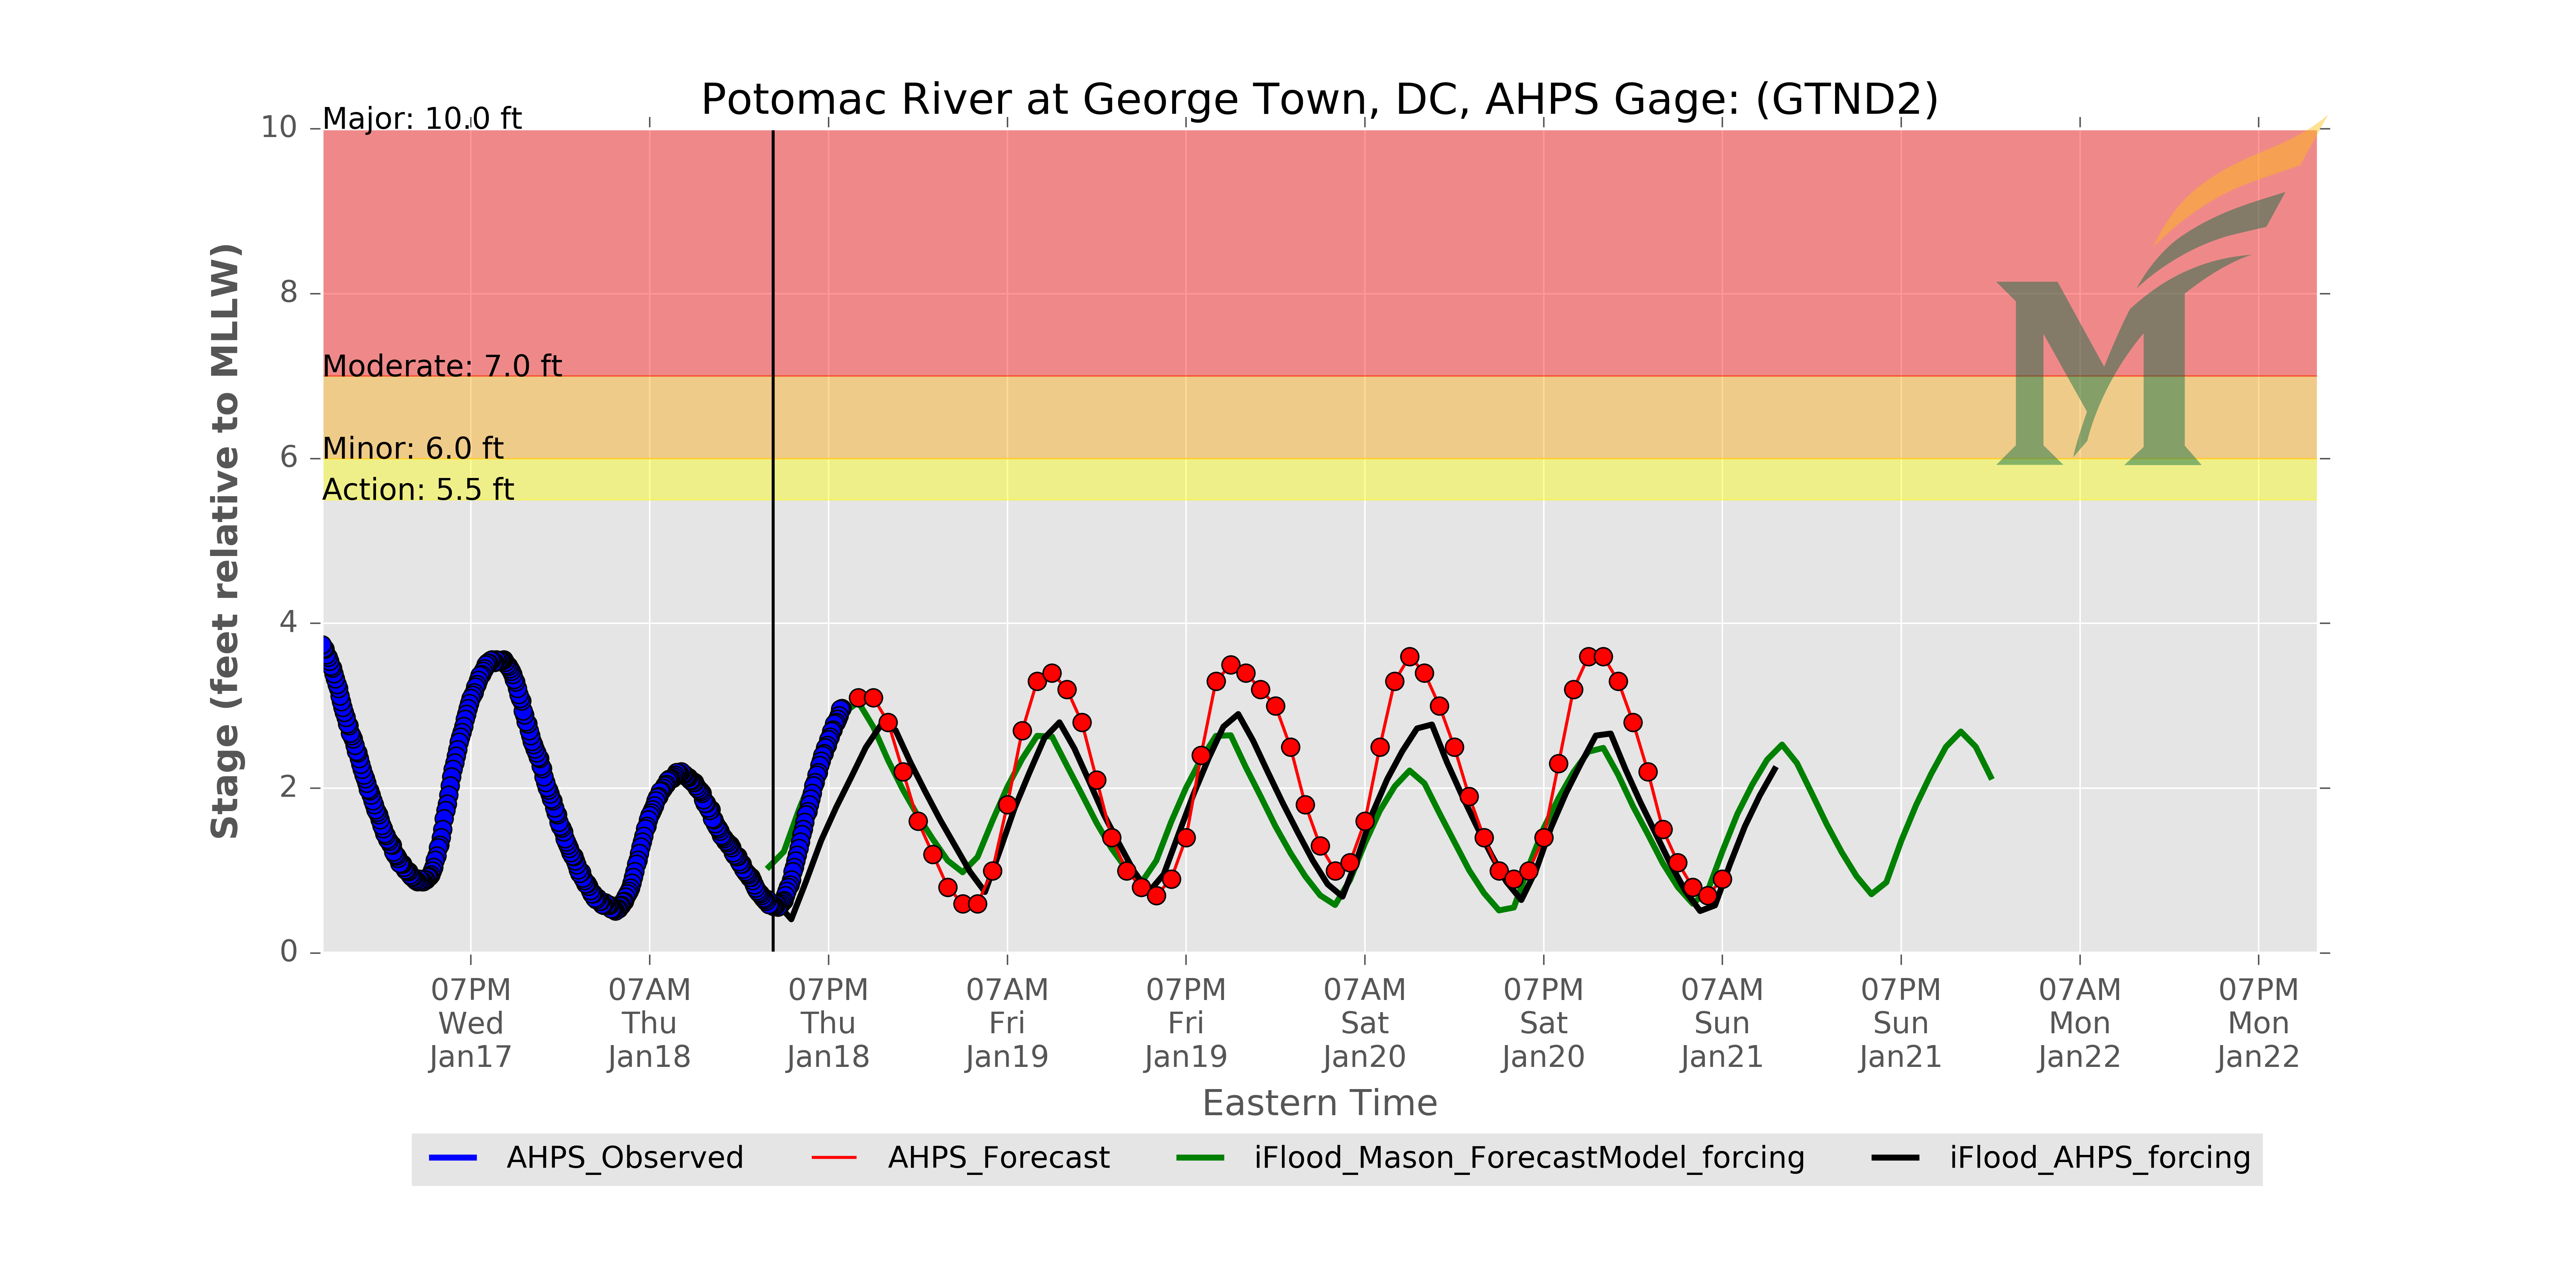 Potomac River at George Town, DC, AHPS Gage: (GTND2)
Major: 10.0 ft
Moderate: 7.0 ft
Minor: 6.0 ft
Action: 5.5 ft
Stage (feet relative to MLLW)
10
8
6
4
2
0
07PM Wed Jan17
07AM Thu Jan18
07PM Thu Jan18
07AM Fri Jan19
07PM Fri Jan19
07AM Sat Jan20
07PM Sat Jan20
07AM Sun Jan21
07PM Sun Jan21
07AM Mon Jan22
07PM Mon Jan22
Eastern Time
AHPS_Observed
AHPS_Forecast
iFlood_Mason_ForecastModel_forcing
iFlood_AHPS_forcing
M